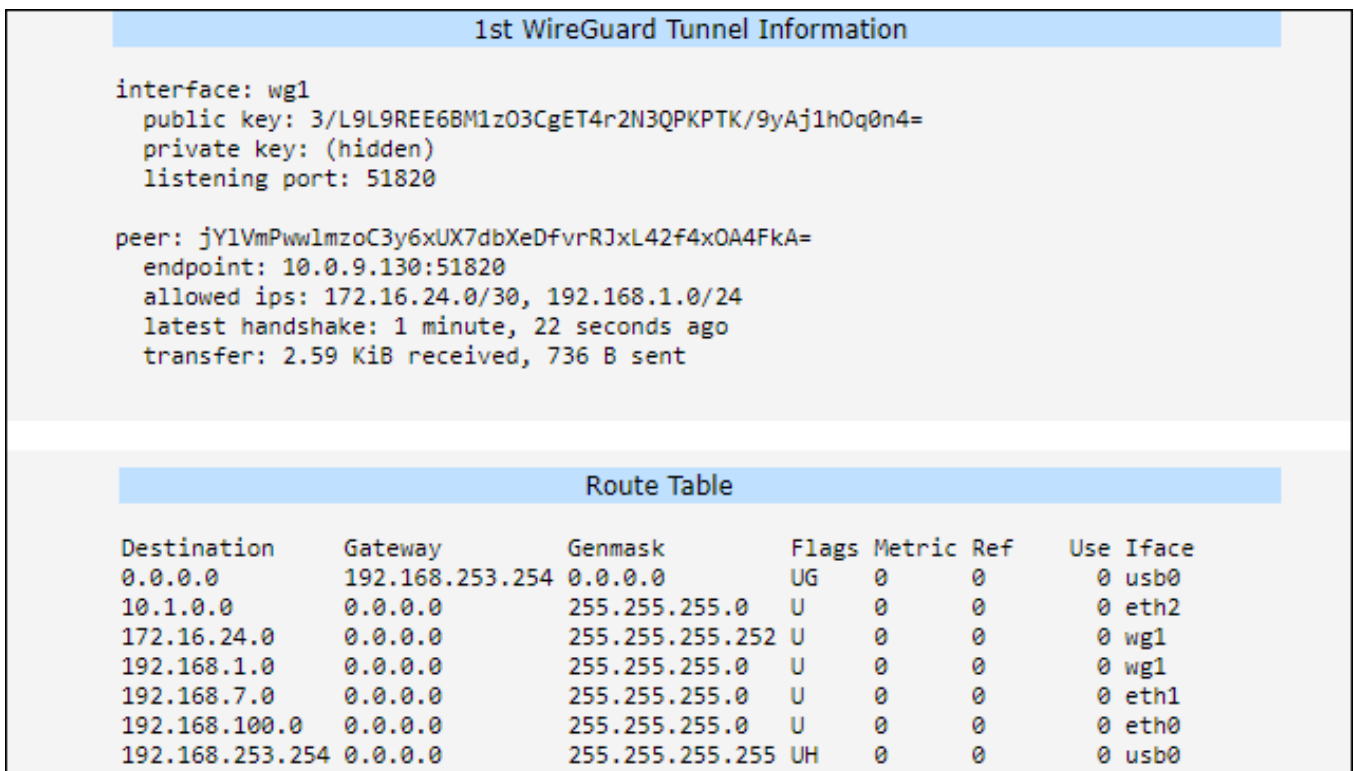 1st WireGuard Tunnel Information
interface: wg1
public key: 3/L9L9REE6BM1zO3CgET4r2N3QPKPTK/9yAj1hOq0n4=
private key: (hidden)
listening port: 51820
peer: jYlVmPwwlmzoC3y6xUX7dbXeDfvrRJxL42f4xOA4FkA=
endpoint: 10.0.9.130:51820
allowed ips: 172.16.24.0/30, 192.168.1.0/24
latest handshake: 1 minute, 22 seconds ago
transfer: 2.59 KiB received, 736 B sent
Route Table
Destination Gateway Genmask Flags Metric Ref Use Iface
0.0.0.0 192.168.253.254 0.0.0.0 UG 0 0 0 usb0
10.1.0.0 0.0.0.0 255.255.255.0 U 0 0 0 eth2
172.16.24.0 0.0.0.0 255.255.255.252 U 0 0 0 wg1
192.168.1.0 0.0.0.0 255.255.255.0 U 0 0 0 wg1
192.168.7.0 0.0.0.0 255.255.255.0 U 0 0 0 eth1
192.168.100.0 0.0.0.0 255.255.255.0 U 0 0 0 eth0
192.168.253.254 0.0.0.0 255.255.255.255 UH 0 0 0 usb0